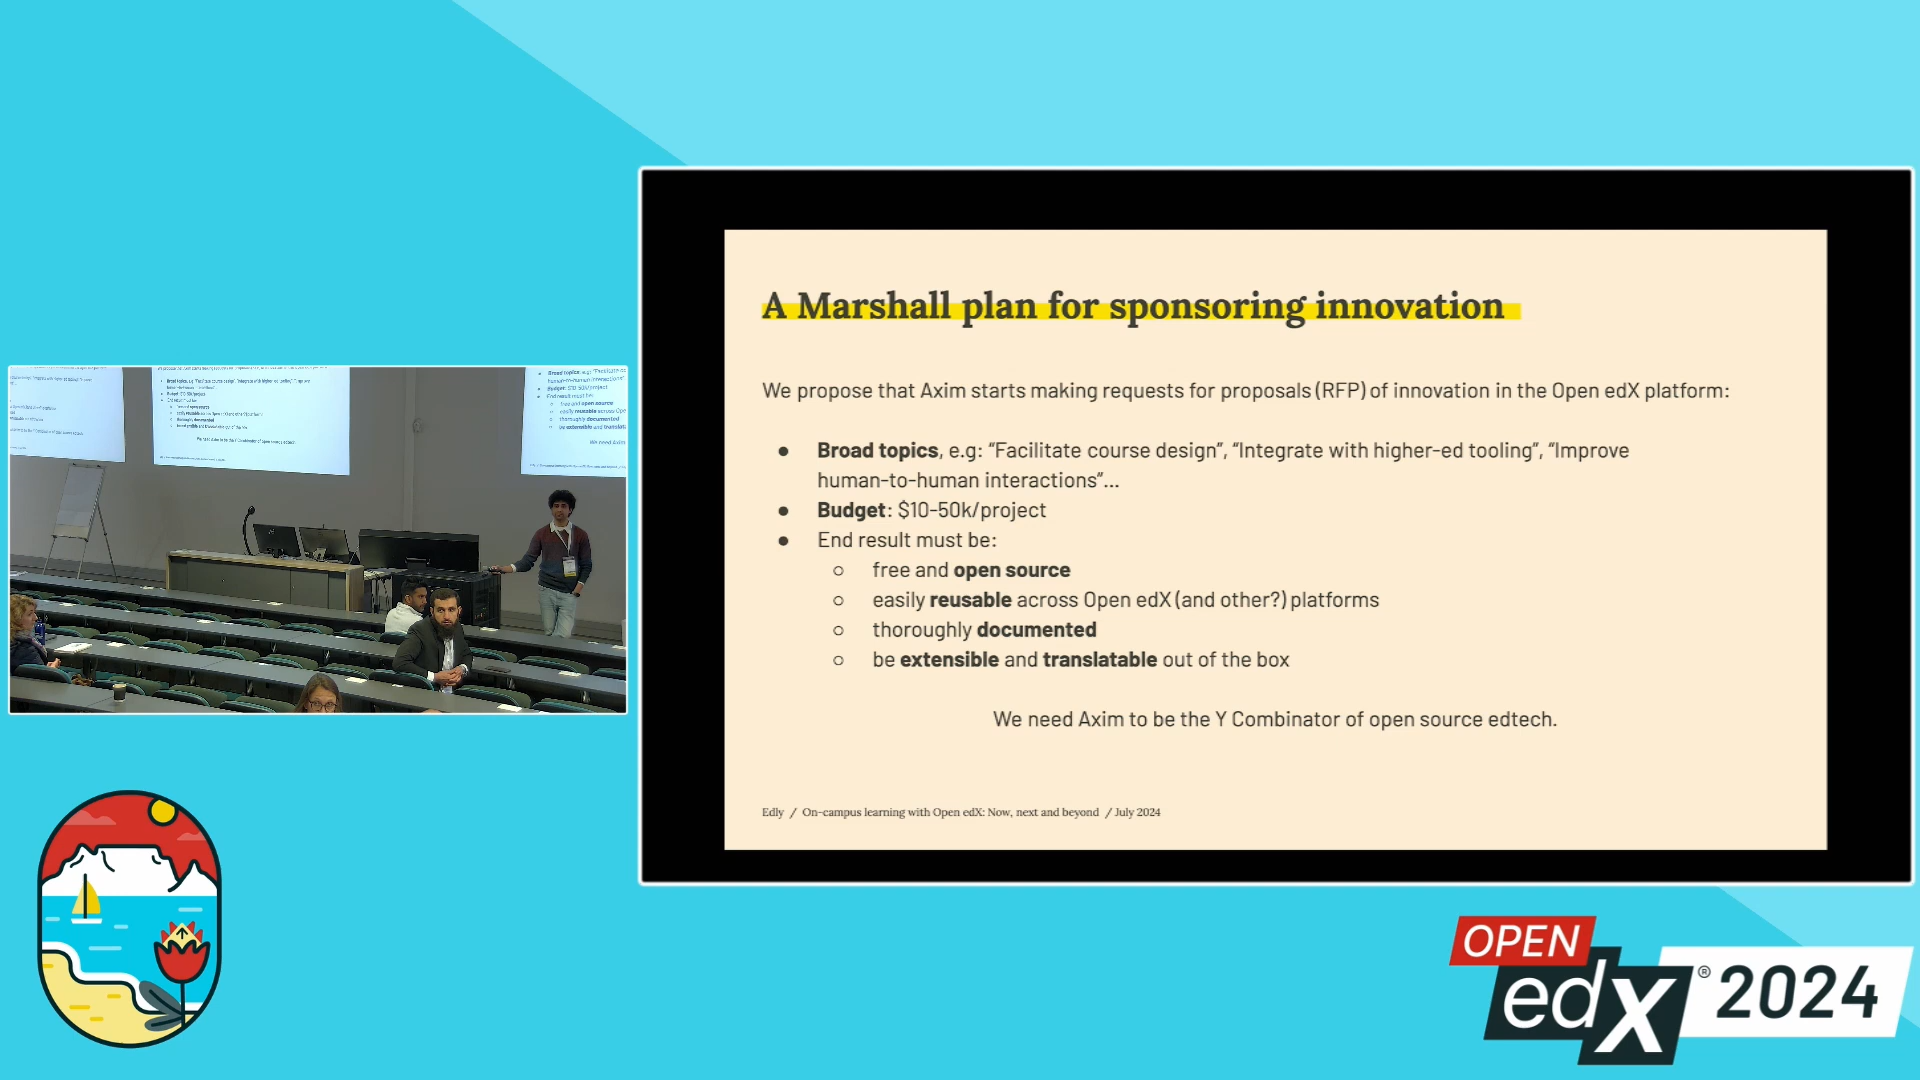 A Marshall plan for sponsoring innovation
We propose that Axim starts making requests for proposals (RFP) of innovation in the Open edX platform:
● Broad topics, e.g: “Facilitate course design”, “Integrate with higher-ed tooling”, “Improve
human-to-human interactions”...
● Budget: $10-50k/project
● End result must be:
○ free and open source
○ easily reusable across Open edX (and other?) platforms
○ thoroughly documented
○ be extensible and translatable out of the box
We need Axim to be the Y Combinator of open source edtech.
Edly / On-campus learning with Open edX: Now, next and beyond / July 2024
OPEN
edX® 2024